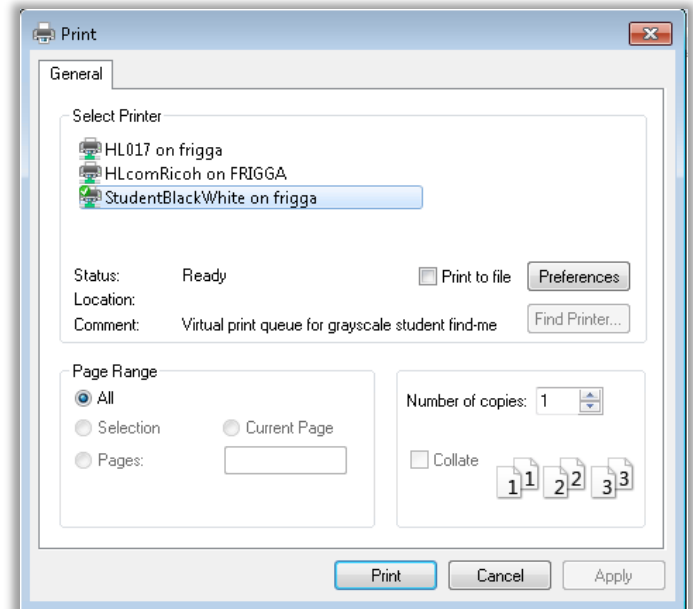 Print
General
Select Printer
HL017 on frigga
HLcomRicoh on FRIGGA
StudentBlackWhite on frigga
Status: Ready Print to file Preferences
Location:
Comment: Virtual print queue for grayscale student find-me Find Printer...
Page Range
All
Selection Current Page
Pages:
Number of copies: 1
Collate
1 1 2 2 3 3
Print Cancel Apply